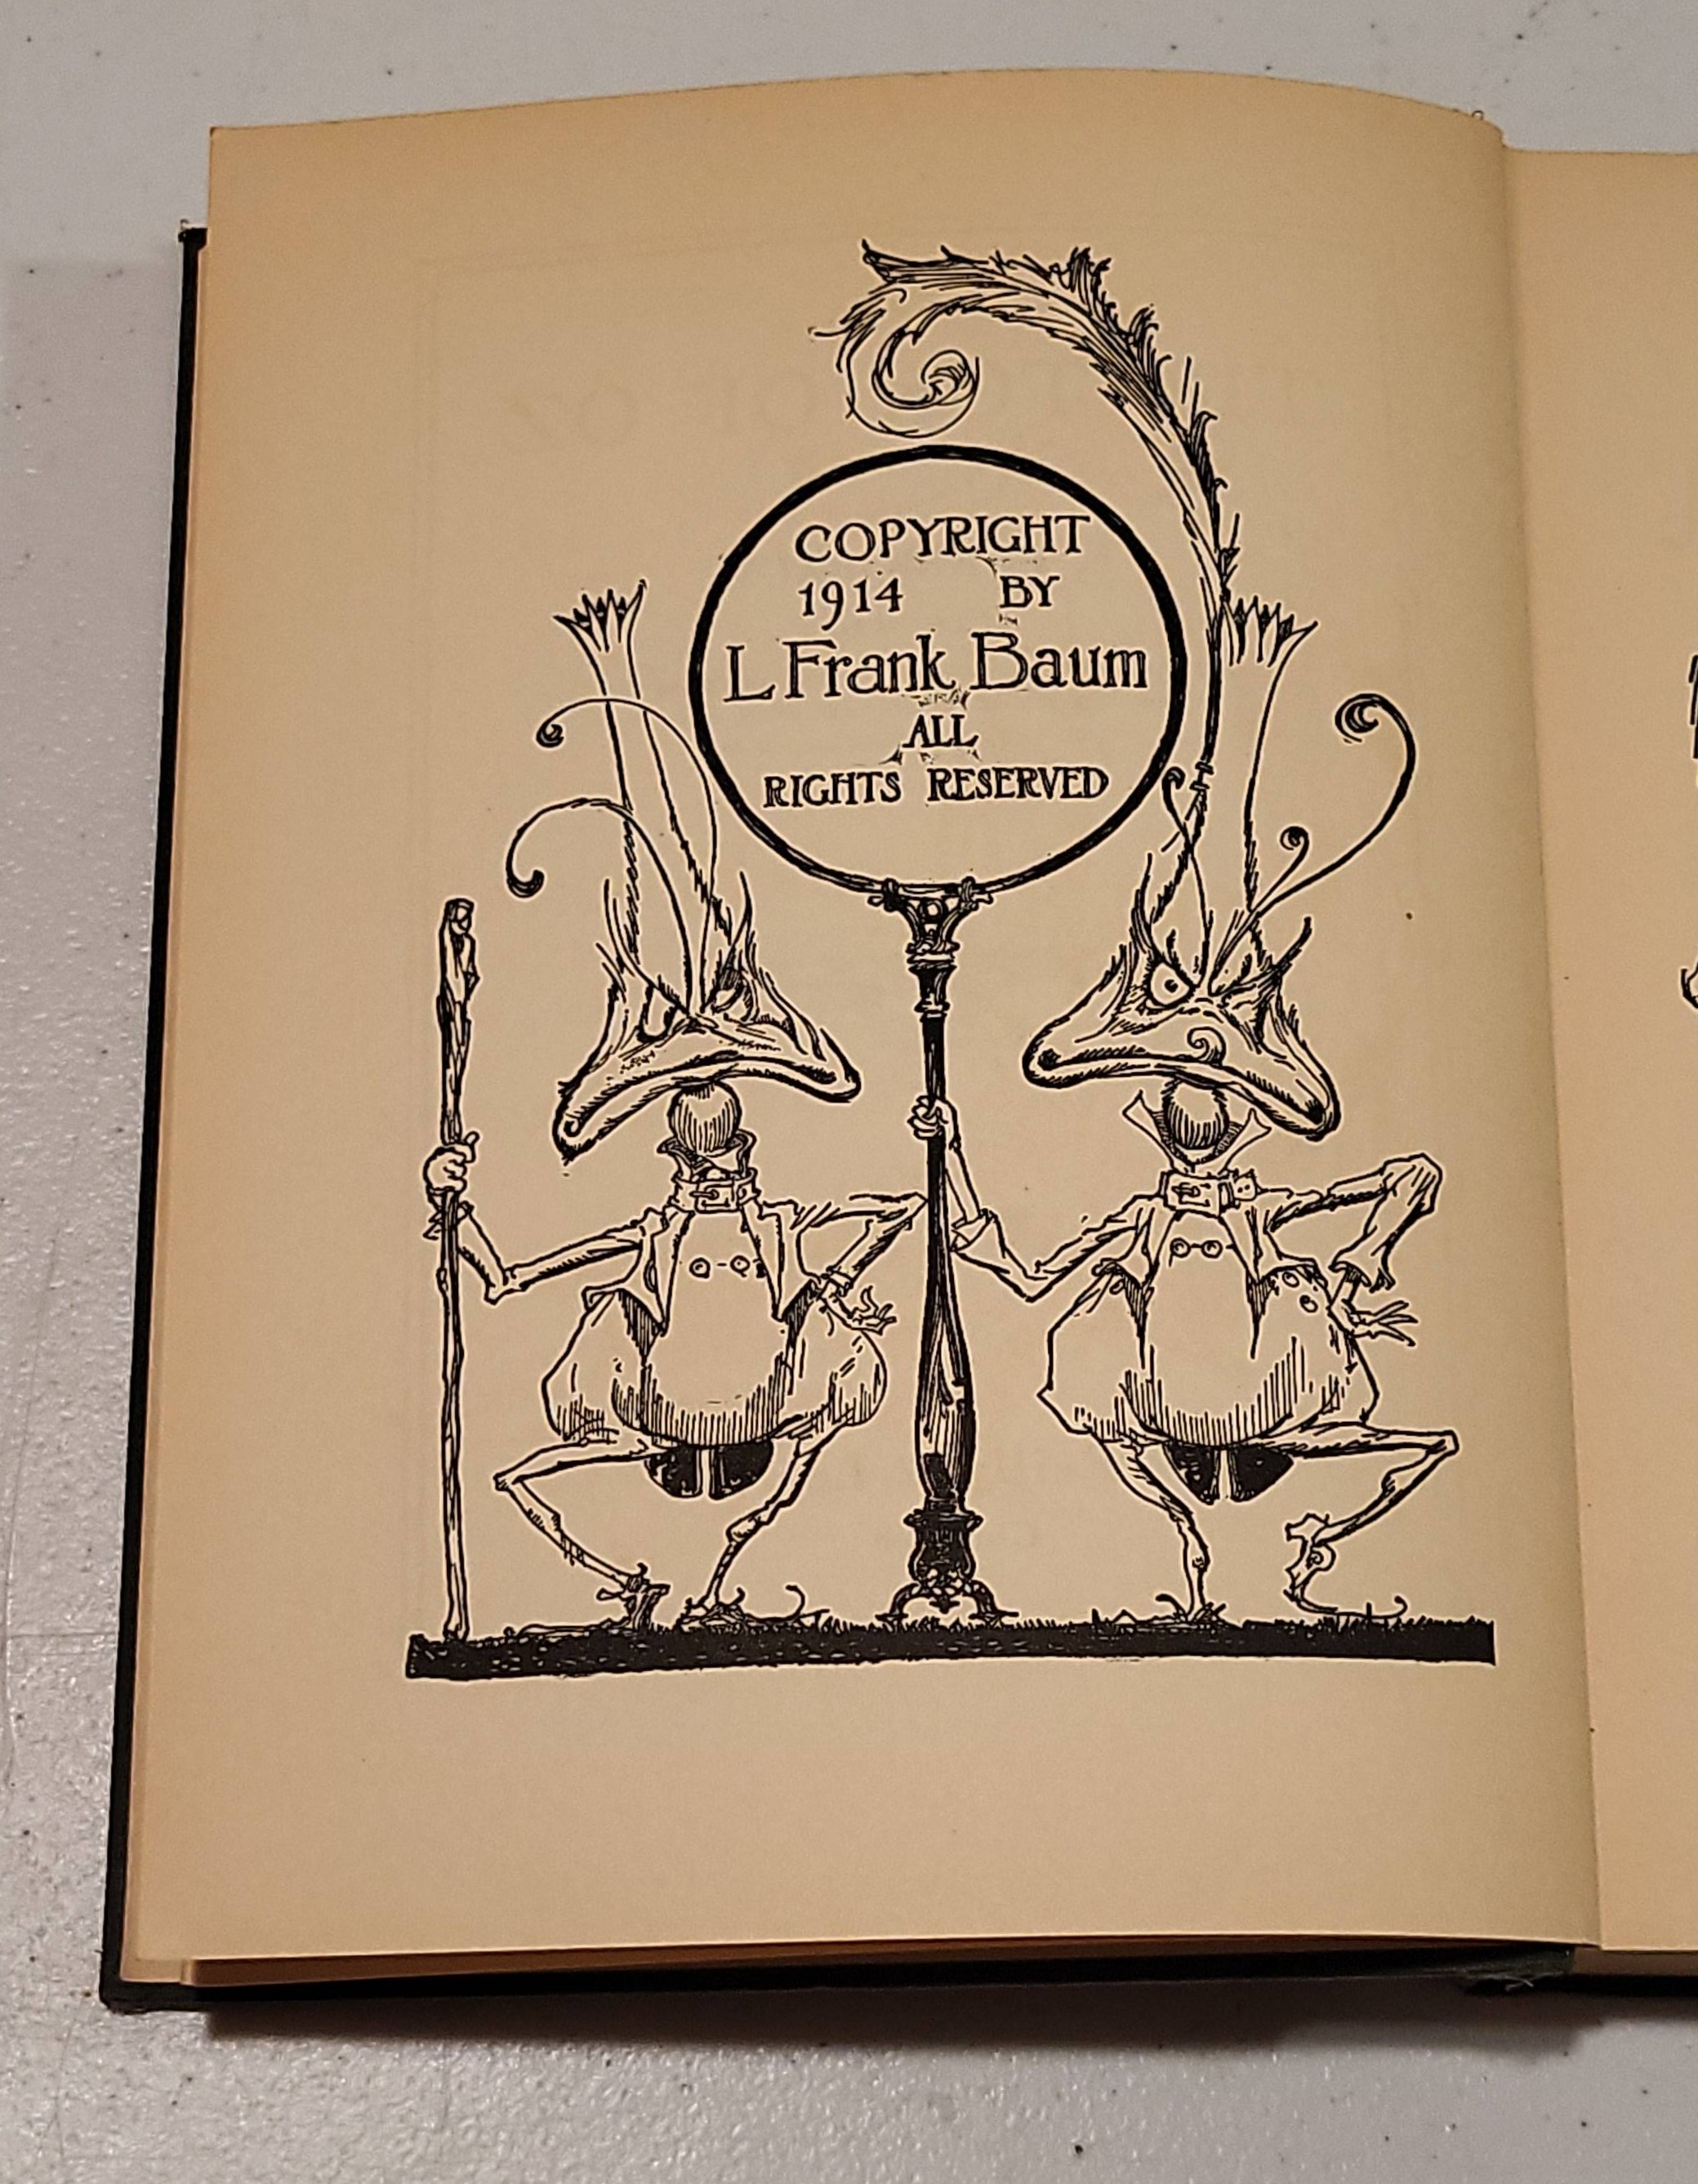 COPYRIGHT
1914 BY
L Frank Baum
ALL
RIGHTS RESERVED